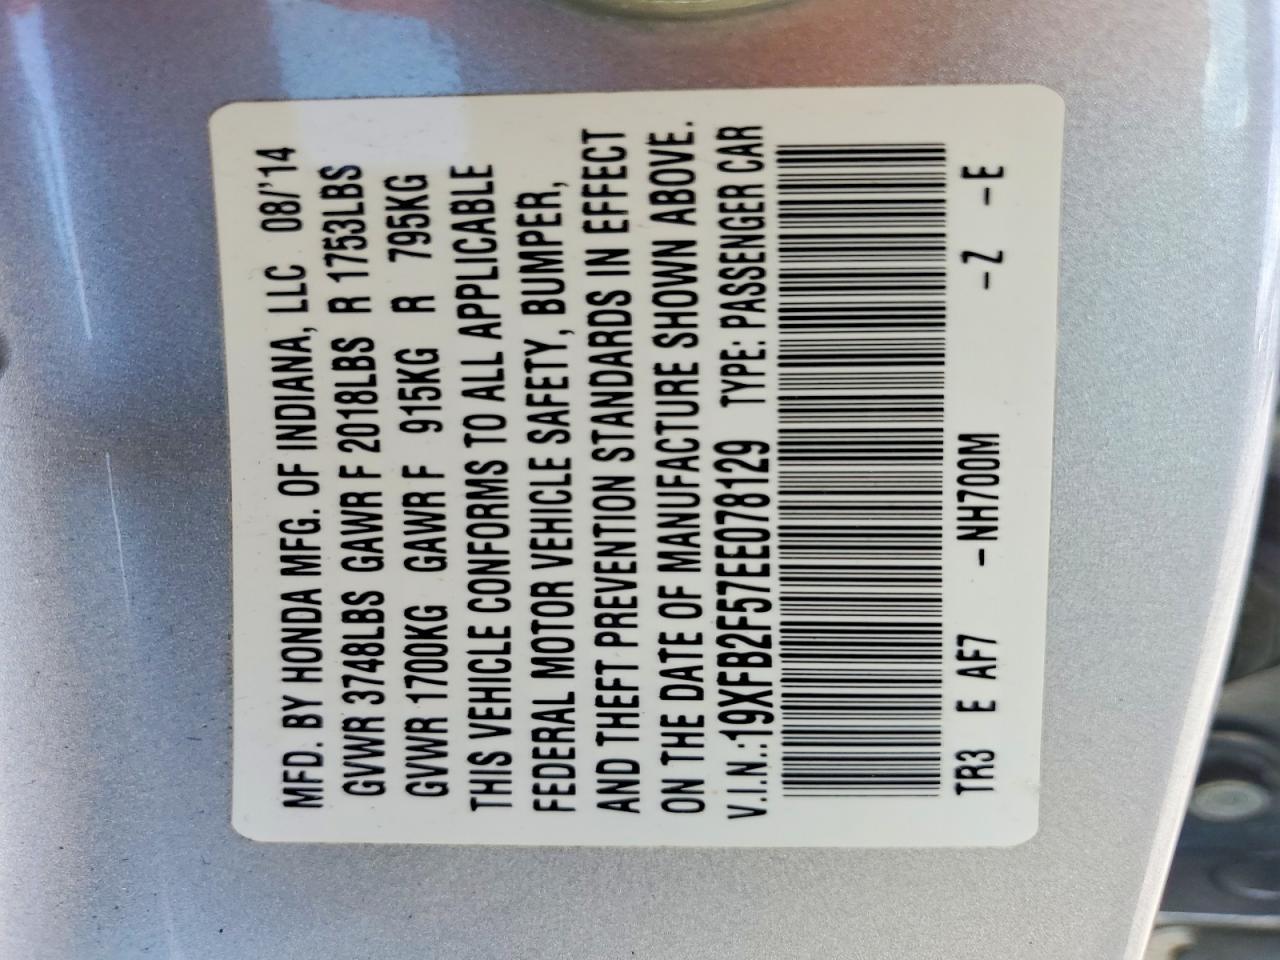 MFD. BY HONDA MFG. OF INDIANA, LLC 08/'14
GVWR 3748LBS GAWR F 2018LBS R 1753LBS
GVWR 1700KG GAWR F 915KG R 795KG
THIS VEHICLE CONFORMS TO ALL APPLICABLE
FEDERAL MOTOR VEHICLE SAFETY, BUMPER,
AND THEFT PREVENTION STANDARDS IN EFFECT
ON THE DATE OF MANUFACTURE SHOWN ABOVE.
V.I.N.:19XFB2F57EE078129 TYPE: PASSENGER CAR
TR3 E AF7 -NH700M -Z -E